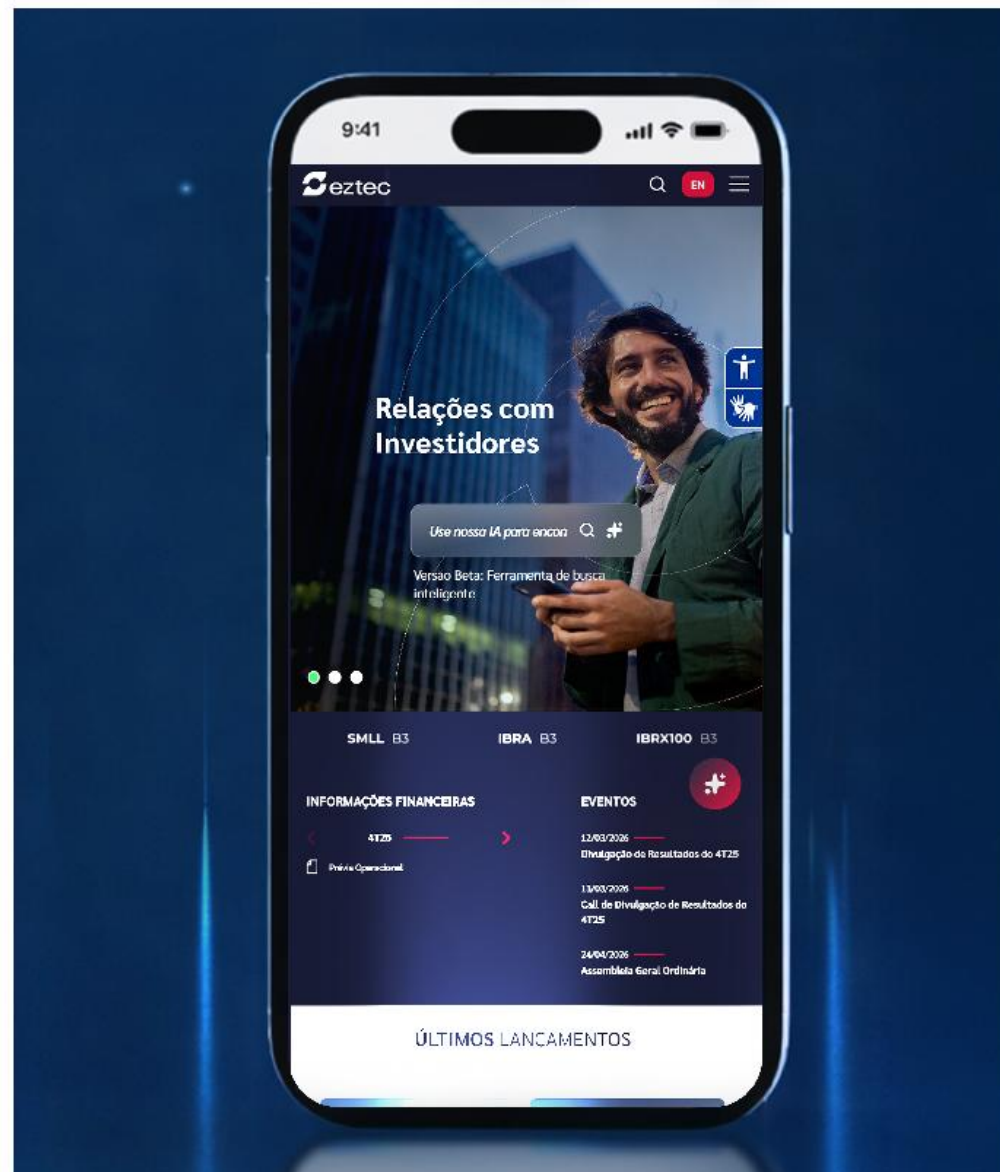 9:41
eztec
EN
Relações com
Investidores
Use nossa IA para encon
Versão Beta: Ferramenta de busca
inteligente
SMLL B3
IBRA B3
IBRX100 B3
INFORMAÇÕES FINANCEIRAS
4T25
Prévia Operacional
EVENTOS
12/03/2026
Divulgação de Resultados do 4T25
13/03/2026
Call de Divulgação de Resultados do
4T25
24/04/2026
Assembleia Geral Ordinária
ÚLTIMOS LANÇAMENTOS